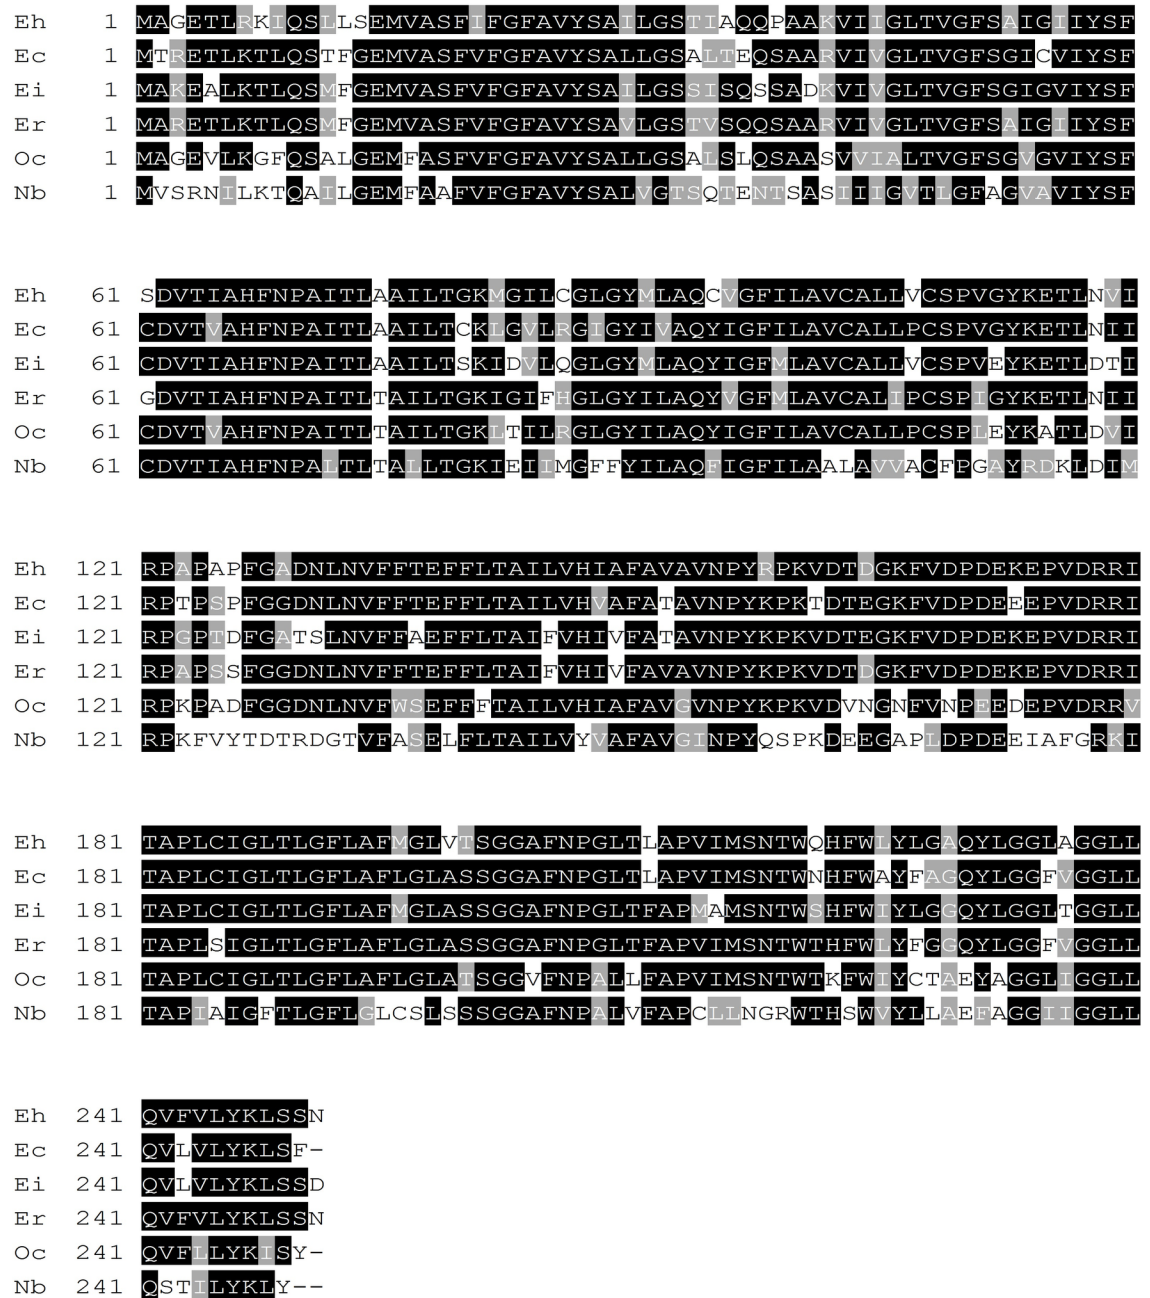 Eh 1 MAGETLRKIQSLLSEMVASFIFGFAVYSAILGSTIAQQPAAKVIIGLTVGFSAIGIIYSF
Ec 1 MTRETLKTLQSTFGEMVASFVFGFAVYSALLGSALTEQSAARVIVGLTVGFSGICVIYSF
Ei 1 MAKEALKTLQSMFGEMVASFVFGFAVYSAILGSSISQSSADKVIVGLTVGFSGIGVIYSF
Er 1 MARETLKTLQSMFGEMVASFVFGFAVYSAVLGSTVSQQSAARVIVGLTVGFSAIGIIYSF
Oc 1 MAGEVLKGFQSALGEMFASFVFGFAVYSALLGSALSLQSAASVVIALTVGFSGVGVIYSF
Nb 1 MVSRNILKTQAILGEMFAAFVFGFAVYSALVGTSQTENTSASIIIGVTLGFAGVAVIYSF
Eh 61 SDVTIAHFNPAITLAAILTGKMGILCGLGYMLAQCVGFILAVCALLVCSPVGYKETLNVI
Ec 61 CDVTVAHFNPAITLAAILTCKLGVLRGIGYIVAQYIGFILAVCALLPCSPVGYKETLNII
Ei 61 CDVTIAHFNPAITLAAILTSKIDVLQGLGYMLAQYIGFMLAVCALLVCSPVEYKETLDTI
Er 61 GDVTIAHFNPAITLTAILTGKIGIFHGLGYILAQYVGFMLAVCALIPCSPIGYKETLNII
Oc 61 CDVTVAHFNPAITLTAILTGKLTILRGLGYILAQYIGFILAVCALLPCSPLEYKATLDVI
Nb 61 CDVTIAHFNPALTLTALLTGKIEIIMGFFYILAQFIGFILAALAVVACFPGAYRDKLDIM
Eh 121 RPAPAPFGADNLNVFFTEFFLTAILVHIAFAVAVNPYRPKVDTDGKFVDPDEKEPVDRRI
Ec 121 RPTPSPFGGDNLNVFFTEFFLTAILVHVAFATAVNPYKPKTDTEGKFVDPDEEEPVDRRI
Ei 121 RPGPTDFGATSLNVFFAEFFLTAIFVHIVFATAVNPYKPKVDTEGKFVDPDEKEPVDRRI
Er 121 RPAPSSFGGDNLNVFFTEFFLTAIFVHIVFAVAVNPYKPKVDTDGKFVDPDEKEPVDRRI
Oc 121 RPKPADFGGDNLNVFWSEFFFTAILVHIAFAVGVNPYKPKVDVNGNFVNPEEDEPVDRRV
Nb 121 RPKFVYTDTRDGTVFASELFLTAILVYVAFAVGINPYQSPKDEEGAPLDPDEEIAFGRKI
Eh 181 TAPLCIGLTLGFLAFMGLVTSGGAFNPGLTLAPVIMSNTWQHFWLYLGAQYLGGLAGGLL
Ec 181 TAPLCIGLTLGFLAFLGLASSGGAFNPGLTLAPVIMSNTWNHFWAYFAGQYLGGFVGGLL
Ei 181 TAPLCIGLTLGFLAFMGLASSGGAFNPGLTFAPMAMSNTWSHFWIYLGGQYLGGLTGGLL
Er 181 TAPLSIGLTLGFLAFLGLASSGGAFNPGLTFAPVIMSNTWTHFWLYFGGQYLGGFVGGLL
Oc 181 TAPLCIGLTLGFLAFLGLATSGGVFNPALLFAPVIMSNTWTKFWIYCTAEYAGGLIGGLL
Nb 181 TAPIAIGFTLGFLGLCSLSSSGGAFNPALVFAPCLLNGRWTHSWVYLLAEFAGGIIGGLL
Eh 241 QVFVLYKLSSN
Ec 241 QVLVLYKLSF-
Ei 241 QVLVLYKLSSD
Er 241 QVFVLYKLSSN
Oc 241 QVFLLYKISY-
Nb 241 QSTILYKLY--